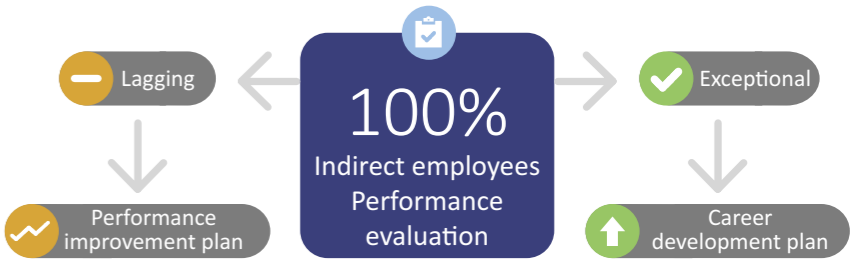 Lagging
100%
Indirect employees
Performance
evaluation
Exceptional
Performance
improvement plan
Career
development plan